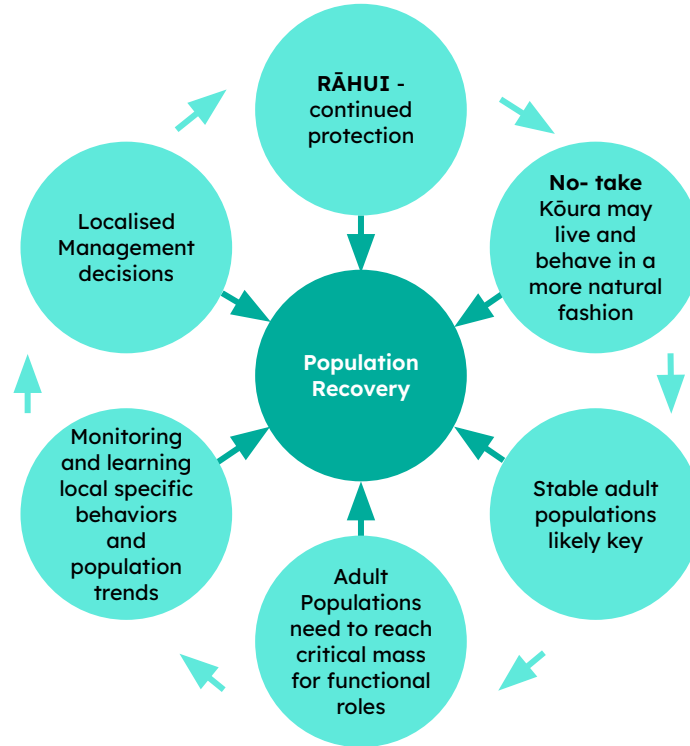 RĀHUI -
continued
protection
No- take
Kōura may
live and
behave in a
more natural
fashion
Stable adult
populations
likely key
Adult
Populations
need to reach
critical mass
for functional
roles
Monitoring
and learning
local specific
behaviors
and
population
trends
Localised
Management
decisions
Population
Recovery